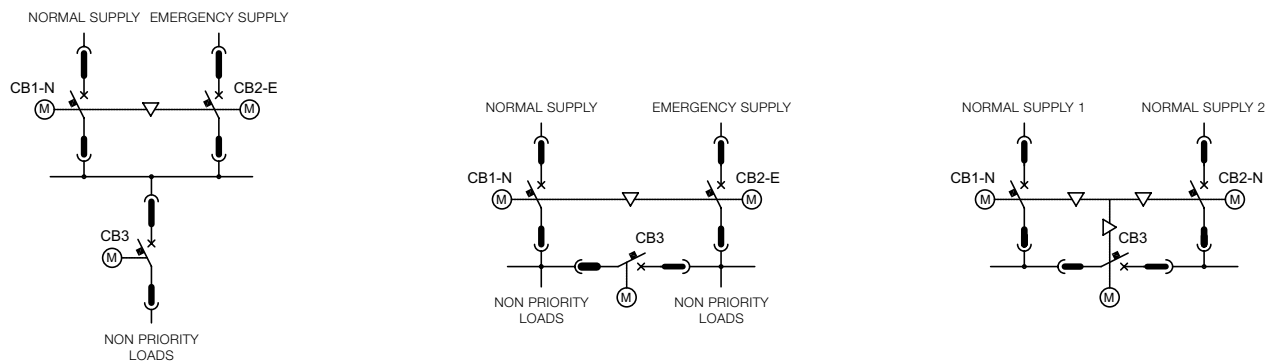 NORMAL SUPPLY EMERGENCY SUPPLY
CB1-N CB2-E
M M
CB3
M
NON PRIORITY
LOADS
NORMAL SUPPLY EMERGENCY SUPPLY
CB1-N CB2-E
M M
CB3
M
NON PRIORITY NON PRIORITY
LOADS LOADS
NORMAL SUPPLY 1 NORMAL SUPPLY 2
CB1-N CB2-N
M M
CB3
M